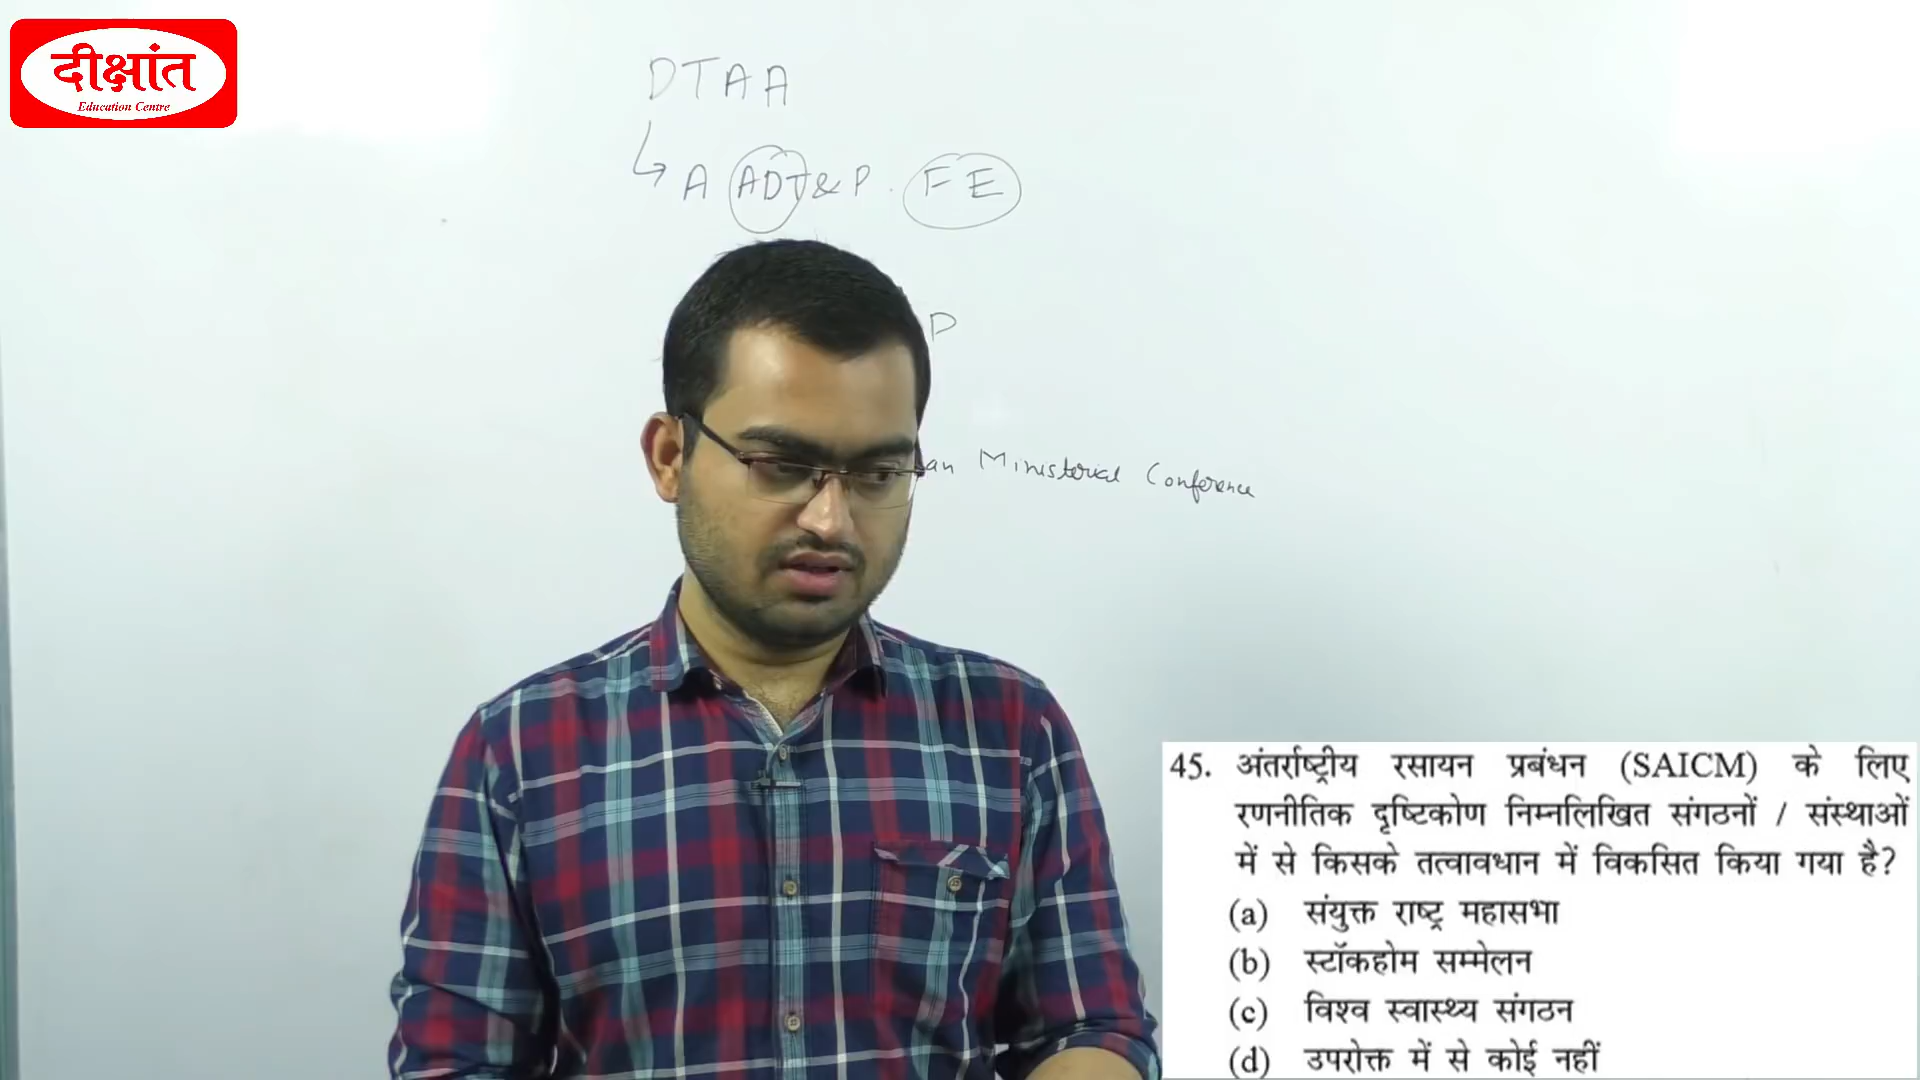 दीक्षांत
Education Centre
DTAA
A ADT & P. FE
P
an Ministerial Conference
45. अंतर्राष्ट्रीय रसायन प्रबंधन (SAICM) के लिए
रणनीतिक दृष्टिकोण निम्नलिखित संगठनों / संस्थाओं
में से किसके तत्वावधान में विकसित किया गया है?
(a) संयुक्त राष्ट्र महासभा
(b) स्टॉकहोम सम्मेलन
(c) विश्व स्वास्थ्य संगठन
(d) उपरोक्त में से कोई नहीं